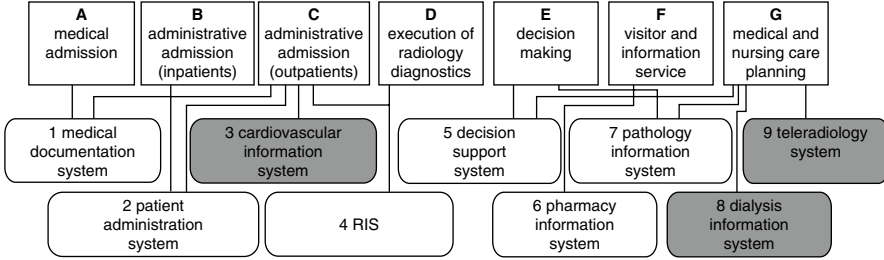 A
medical
admission
B
administrative
admission
(inpatients)
C
administrative
admission
(outpatients)
D
execution of
radiology
diagnostics
E
decision
making
F
visitor and
information
service
G
medical and
nursing care
planning
1 medical
documentation
system
3 cardiovascular
information
system
5 decision
support
system
7 pathology
information
system
9 teleradiology
system
2 patient
administration
system
4 RIS
6 pharmacy
information
system
8 dialysis
information
system